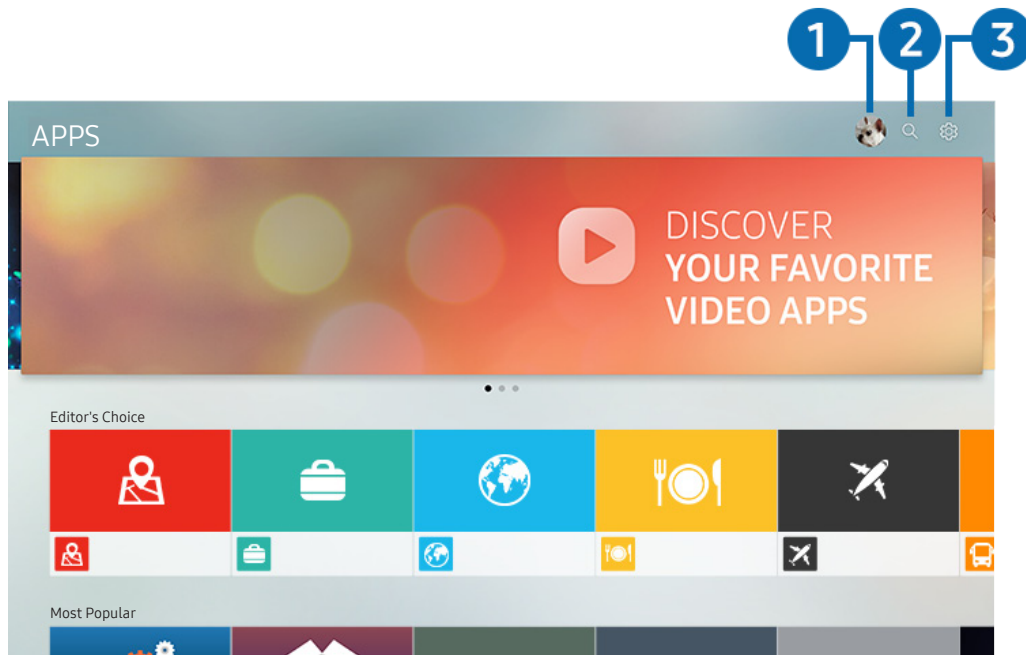 1 2 3
APPS
DISCOVER
YOUR FAVORITE
VIDEO APPS
Editor's Choice
Most Popular